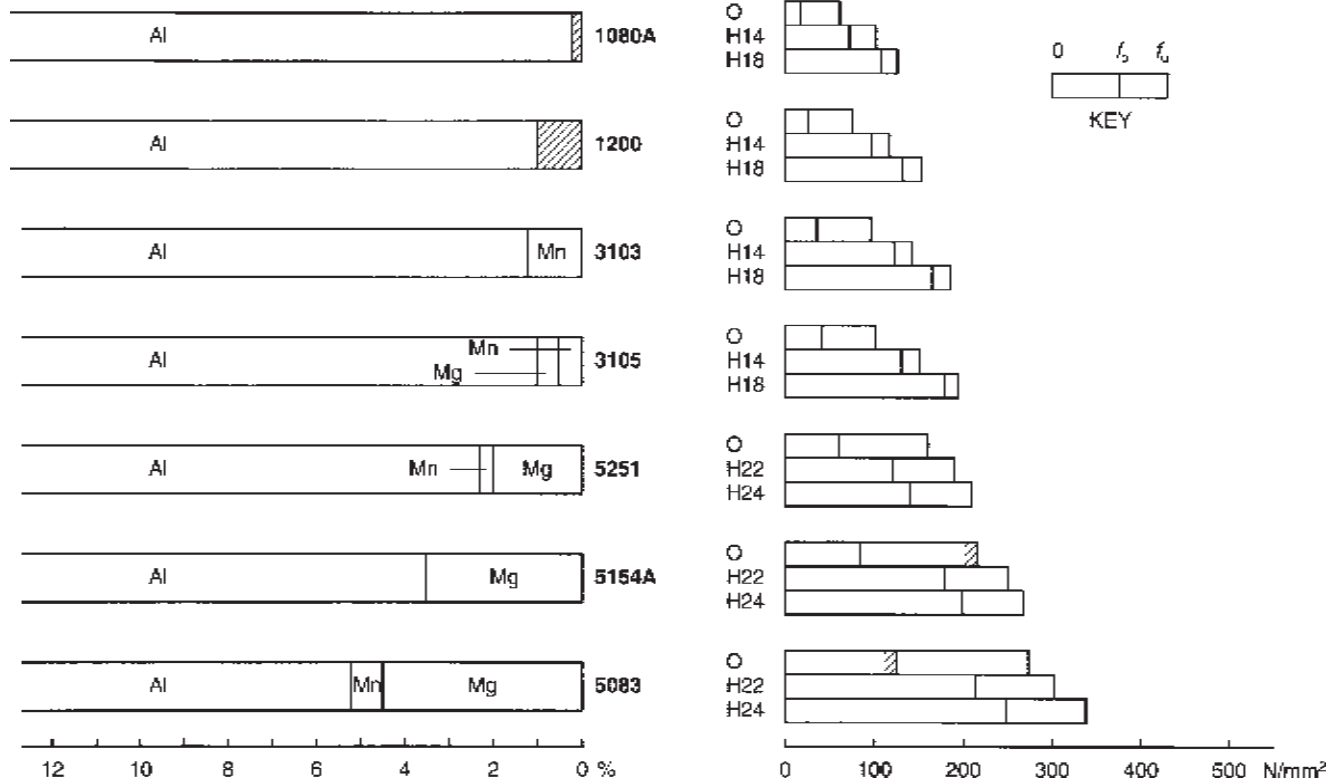 Al 1080A O
H14
H18
0 fo fu
KEY
Al 1200 O
H14
H18
Al Mn 3103 O
H14
H18
Al Mn Mg 3105 O
H14
H18
Al Mn Mg 5251 O
H22
H24
Al Mg 5154A O
H22
H24
Al Mn Mg 5083 O
H22
H24
12 10 8 6 4 2 0 % 0 100 200 300 400 500 N/mm²